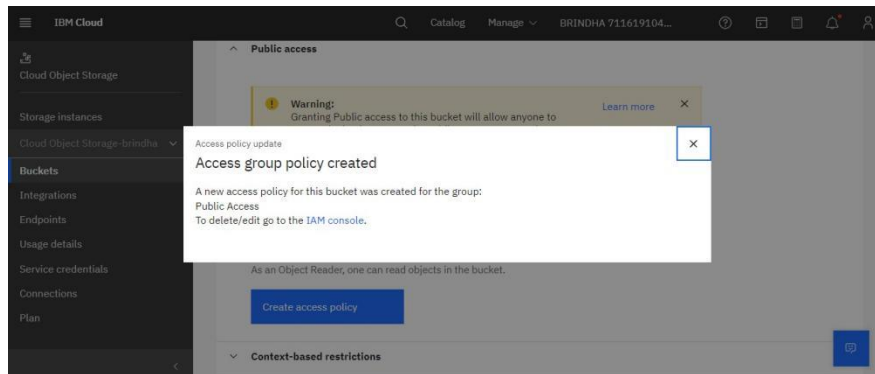 IBM Cloud
Catalog
Manage
BRINDHA 711619104...
Cloud Object Storage
Storage instances
Cloud Object Storage-brindha
Buckets
Integrations
Endpoints
Usage details
Service credentials
Connections
Plan
Public access
Warning:
Learn more
Granting Public access to this bucket will allow anyone to
Access policy update
Access group policy created
A new access policy for this bucket was created for the group:
Public Access
To delete/edit go to the IAM console.
As an Object Reader, one can read objects in the bucket.
Create access policy
Context-based restrictions